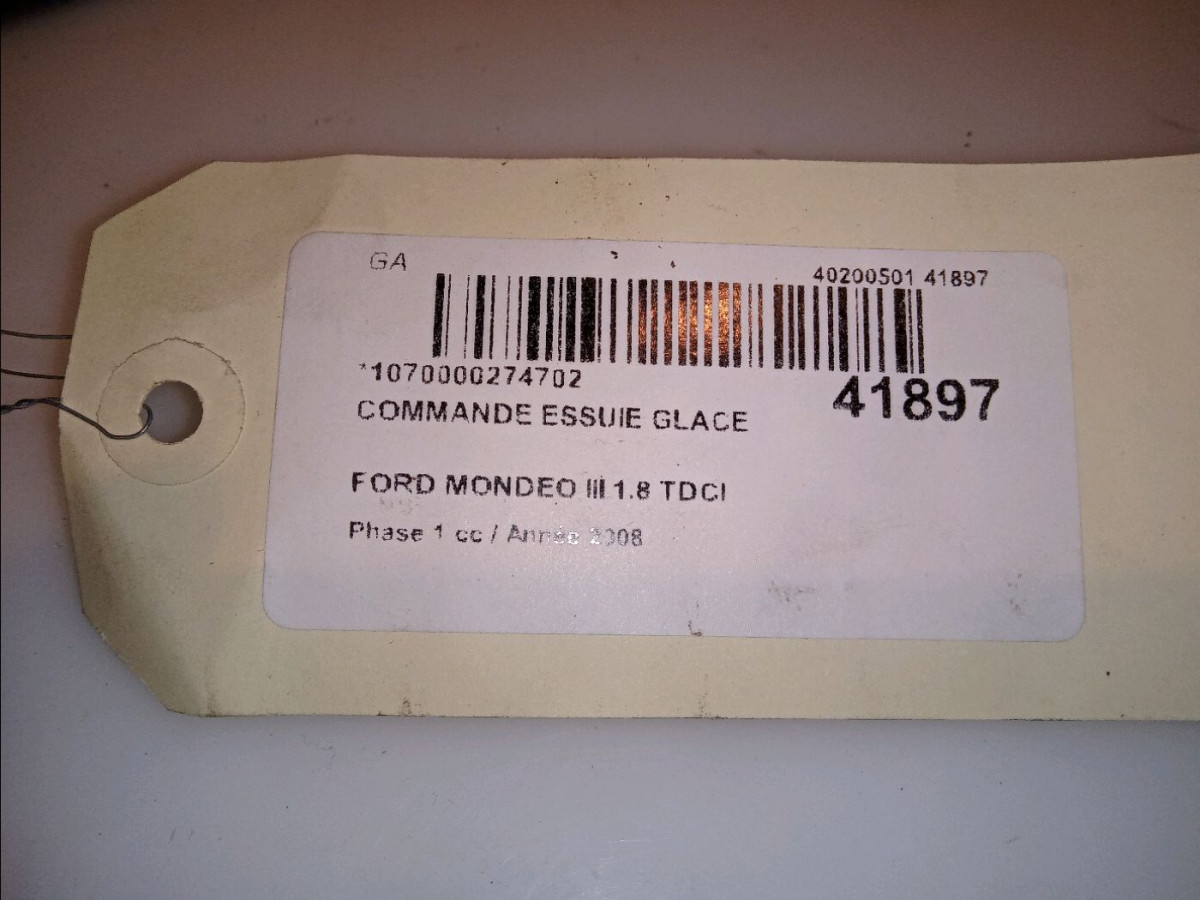 GA
40200501 41897
*1070000274702
41897
COMMANDE ESSUIE GLACE
FORD MONDEO III 1.8 TDCI
Phase 1 cc / Année 2008